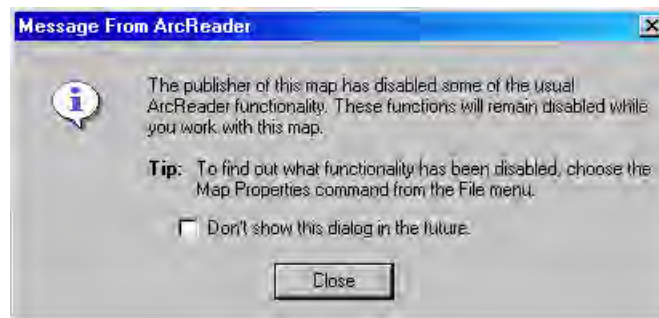 Message From ArcReader
The publisher of this map has disabled some of the usual
ArcReader functionality. These functions will remain disabled while
you work with this map.
Tip: To find out what functionality has been disabled, choose the
Map Properties command from the File menu.
Don't show this dialog in the future.
Close